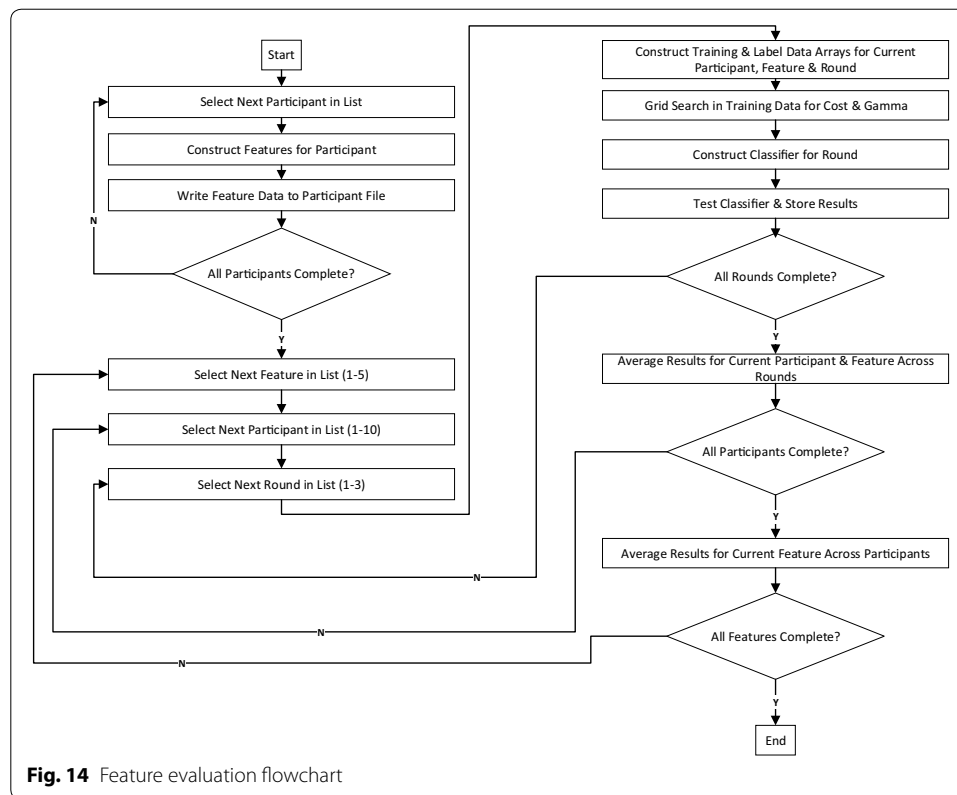 Start
Select Next Participant in List
Construct Features for Participant
Write Feature Data to Participant File
N
All Participants Complete?
Y
Select Next Feature in List (1-5)
Select Next Participant in List (1-10)
Select Next Round in List (1-3)
Construct Training & Label Data Arrays for Current
Participant, Feature & Round
Grid Search in Training Data for Cost & Gamma
Construct Classifier for Round
Test Classifier & Store Results
All Rounds Complete?
Y
Average Results for Current Participant & Feature Across
Rounds
All Participants Complete?
Y
Average Results for Current Feature Across Participants
N
All Features Complete?
N
N
Y
End
Fig. 14 Feature evaluation flowchart